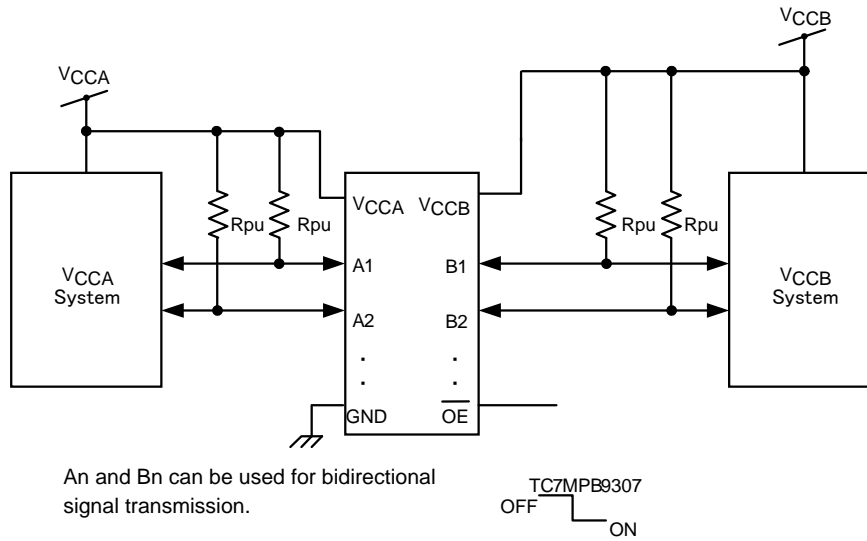 VCCB
VCCA
VCCA VCCB
Rpu Rpu Rpu Rpu
A1 B1
VCCA
System
VCCB
System
A2 B2
. .
. .
GND OE
An and Bn can be used for bidirectional
signal transmission.
TC7MPB9307
OFF
ON